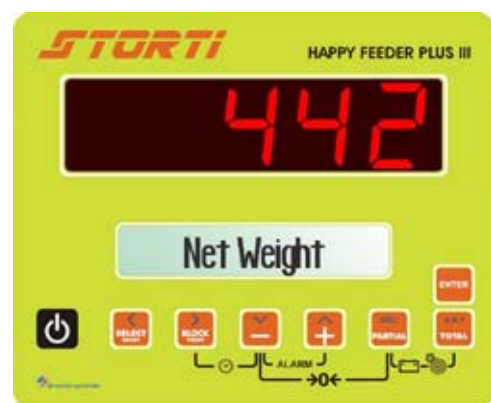 STORTI HAPPY FEEDER PLUS III
442
Net Weight
ENTER
SELECT BLOCK − + PARTIAL TOTAL
ALARM
→0←